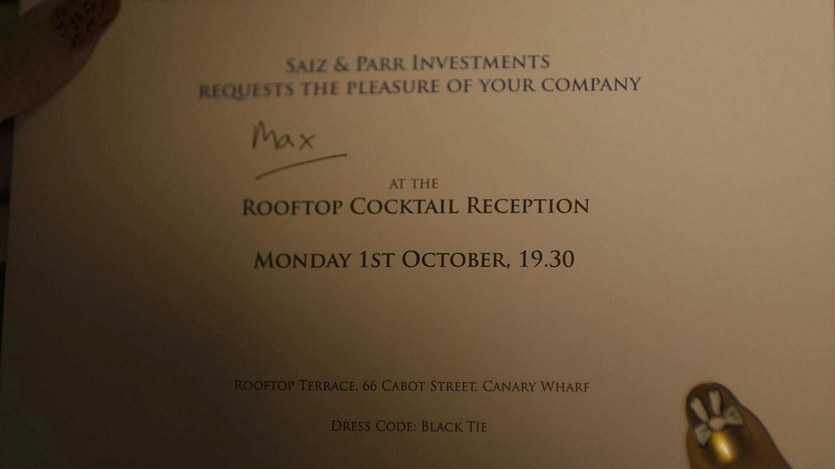 Saiz & Parr Investments
requests the pleasure of your company
Max
at the
Rooftop Cocktail Reception
Monday 1st October, 19.30
Rooftop Terrace, 66 Cabot Street, Canary Wharf
Dress Code: Black Tie